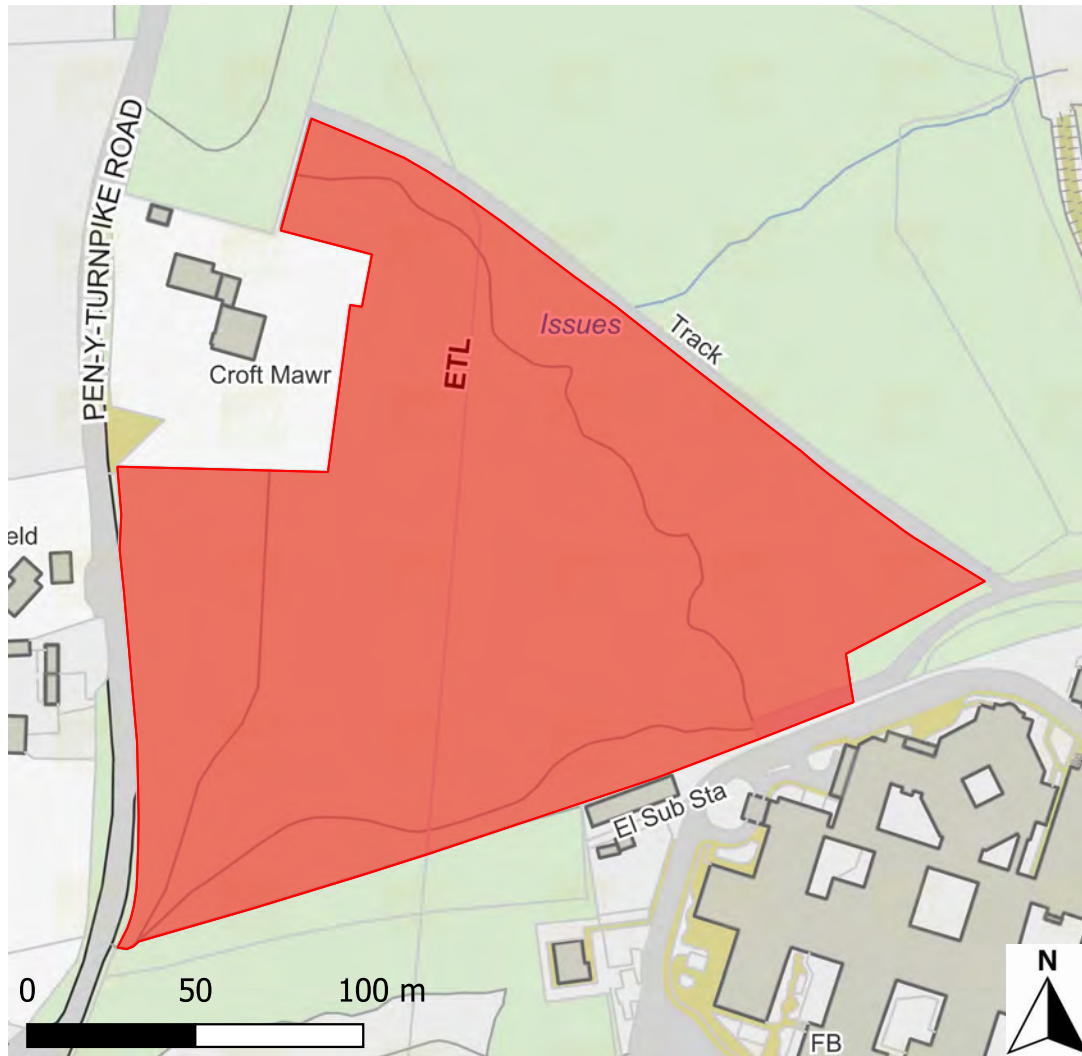 PEN-Y-TURNPIKE ROAD
Issues
Track
ETL
Croft Mawr
eld
El Sub Sta
0 50 100 m
N
FB